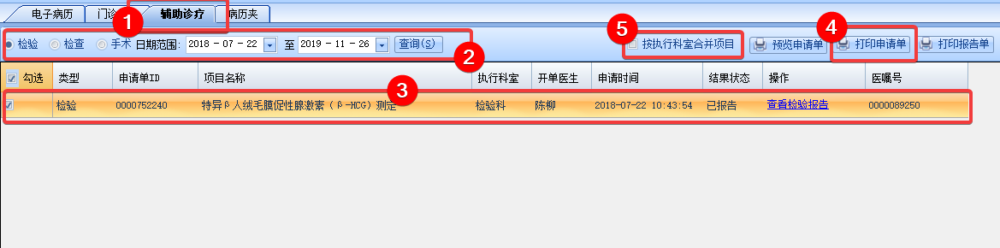 电子病历 门诊 辅助诊疗 病历夹
1
检验 检查 手术 日期范围: 2018 - 07 - 22 至 2019 - 11 - 26 查询(S) 按执行科室合并项目 预览申请单 打印申请单 打印报告单
2 5 4
勾选 类型 申请单ID 项目名称 执行科室 开单医生 申请时间 结果状态 操作 医嘱号
3
检验 0000752240 特异β人绒毛膜促性腺激素（β-HCG）测定 检验科 陈柳 2018-07-22 10:43:54 已报告 查看检验报告 0000089250